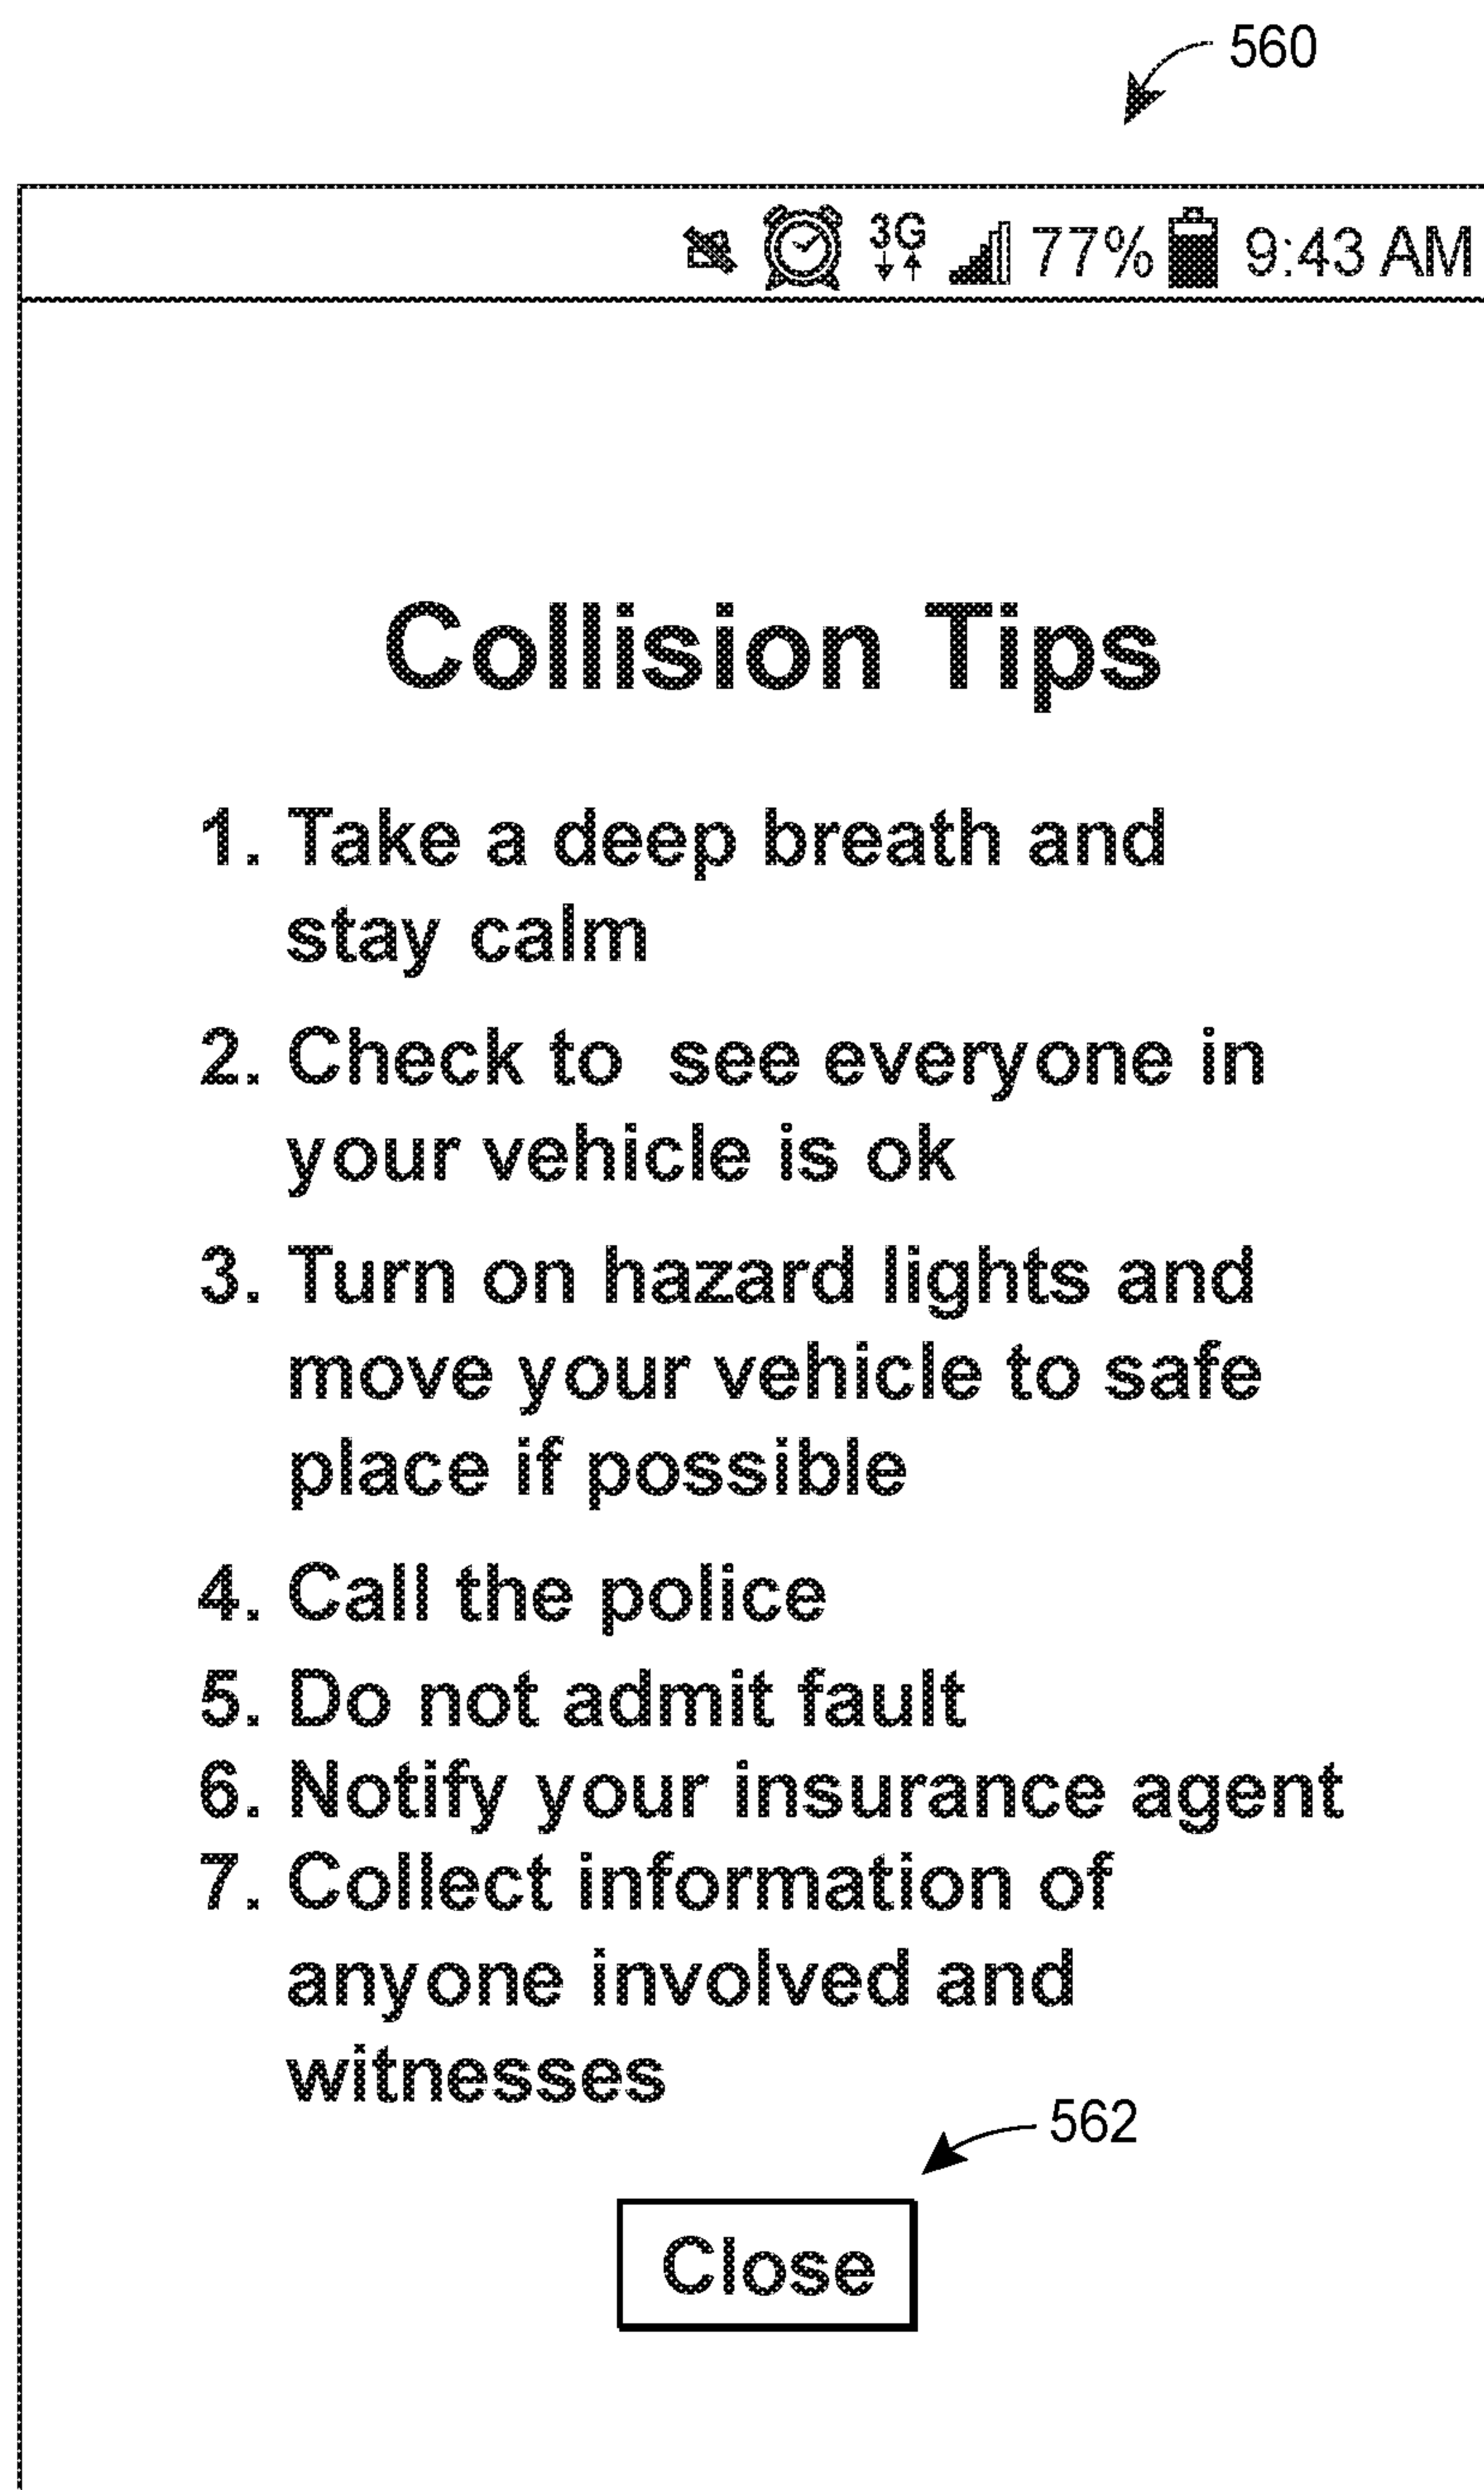 560
3G 77% 9:43 AM
Collision Tips
1. Take a deep breath and
stay calm
2. Check to see everyone in
your vehicle is ok
3. Turn on hazard lights and
move your vehicle to safe
place if possible
4. Call the police
5. Do not admit fault
6. Notify your insurance agent
7. Collect information of
anyone involved and
witnesses
562
Close